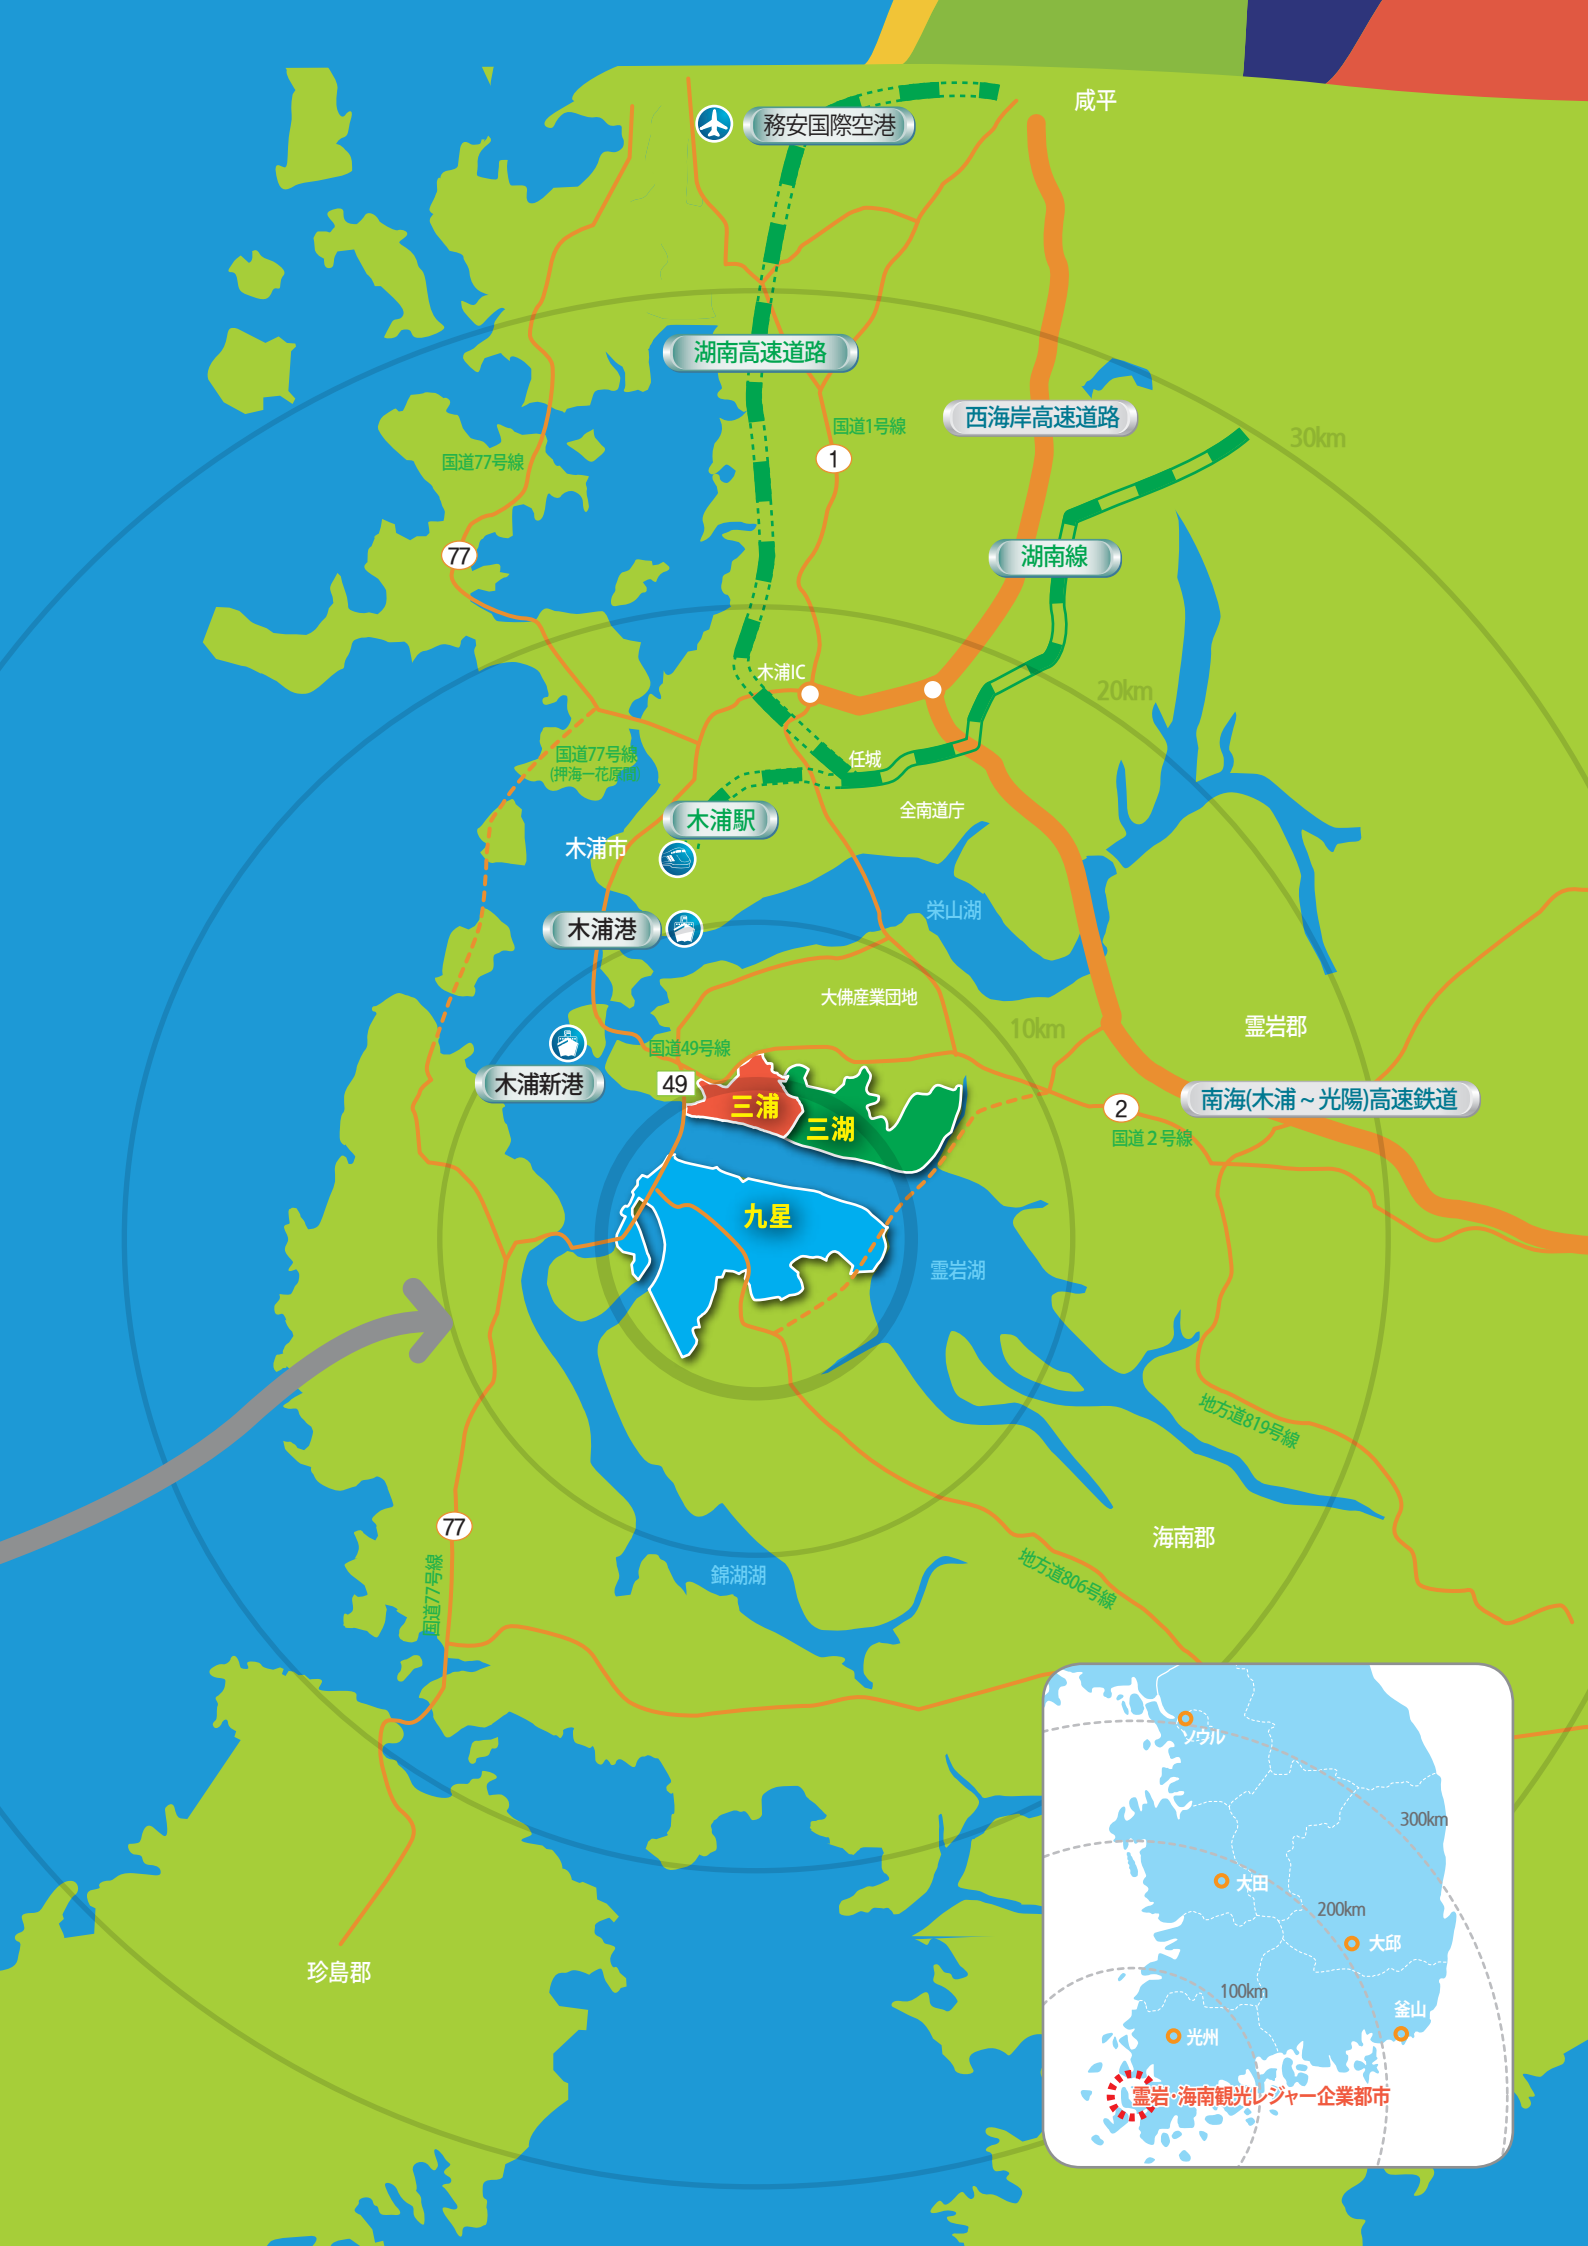 咸平
務安国際空港
湖南高速道路
国道1号線
1
西海岸高速道路
30km
国道77号線
77
湖南線
木浦IC
20km
国道77号線
任城
全南道庁
木浦駅
木浦市
栄山湖
木浦港
大佛産業団地
10km
霊岩郡
国道49号線
49
木浦新港
三浦
三湖
2
国道２号線
南海(木浦～光陽)高速鉄道
九星
霊岩湖
地方道819号線
77
国道77号線
錦湖湖
地方道806号線
海南郡
珍島郡
ソウル
300km
大田
200km
大邱
100km
釜山
光州
霊岩·海南観光レジャー企業都市